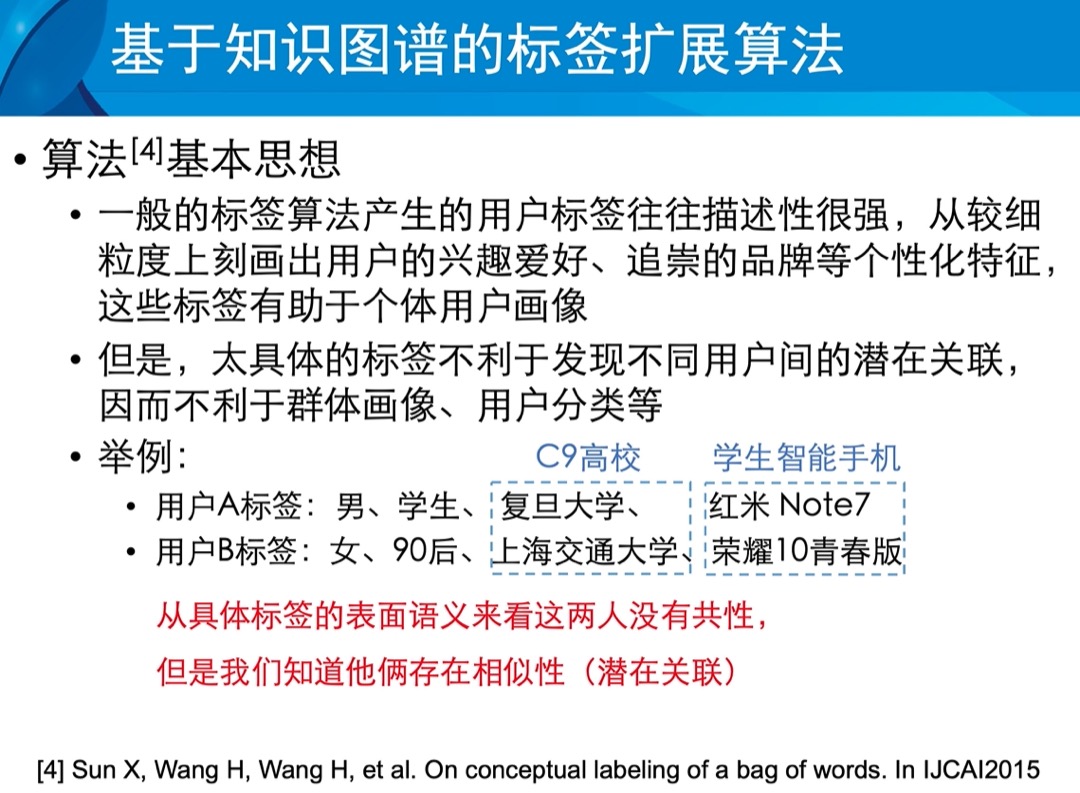 基于知识图谱的标签扩展算法
• 算法[4]基本思想
• 一般的标签算法产生的用户标签往往描述性很强，从较细
粒度上刻画出用户的兴趣爱好、追崇的品牌等个性化特征，
这些标签有助于个体用户画像
• 但是，太具体的标签不利于发现不同用户间的潜在关联，
因而不利于群体画像、用户分类等
• 举例： C9高校 学生智能手机
• 用户A标签：男、学生、复旦大学、 红米 Note7
• 用户B标签：女、90后、上海交通大学、荣耀10青春版
从具体标签的表面语义来看这两人没有共性，
但是我们知道他俩存在相似性（潜在关联）
[4] Sun X, Wang H, Wang H, et al. On conceptual labeling of a bag of words. In IJCAI2015